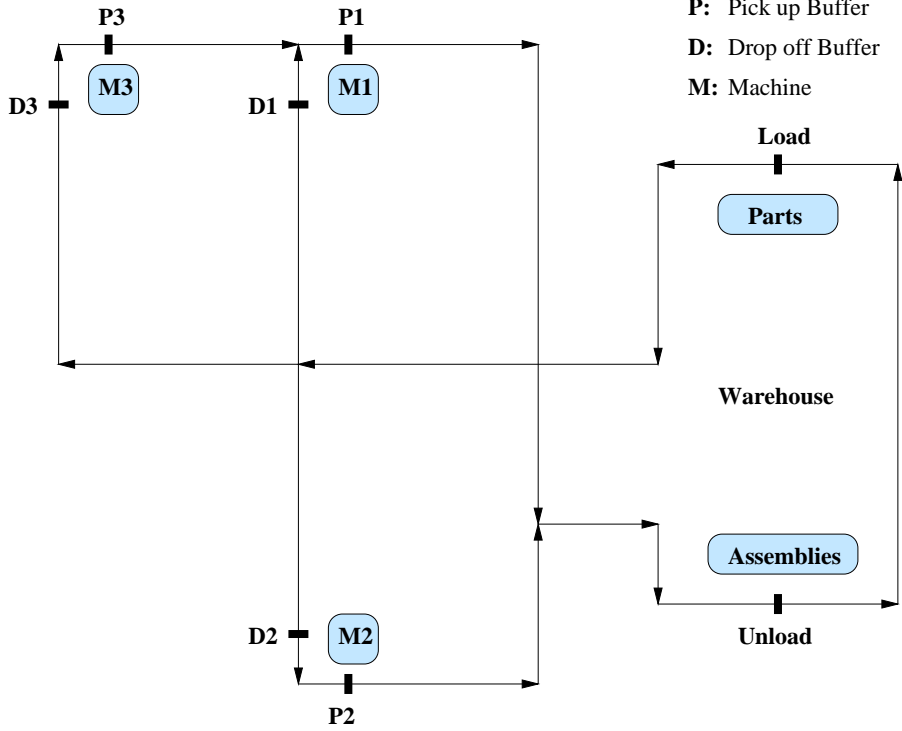 P3
P1
P: Pick up Buffer
D: Drop off Buffer
M: Machine
M3
M1
D3
D1
Load
Parts
Warehouse
Assemblies
D2
M2
Unload
P2